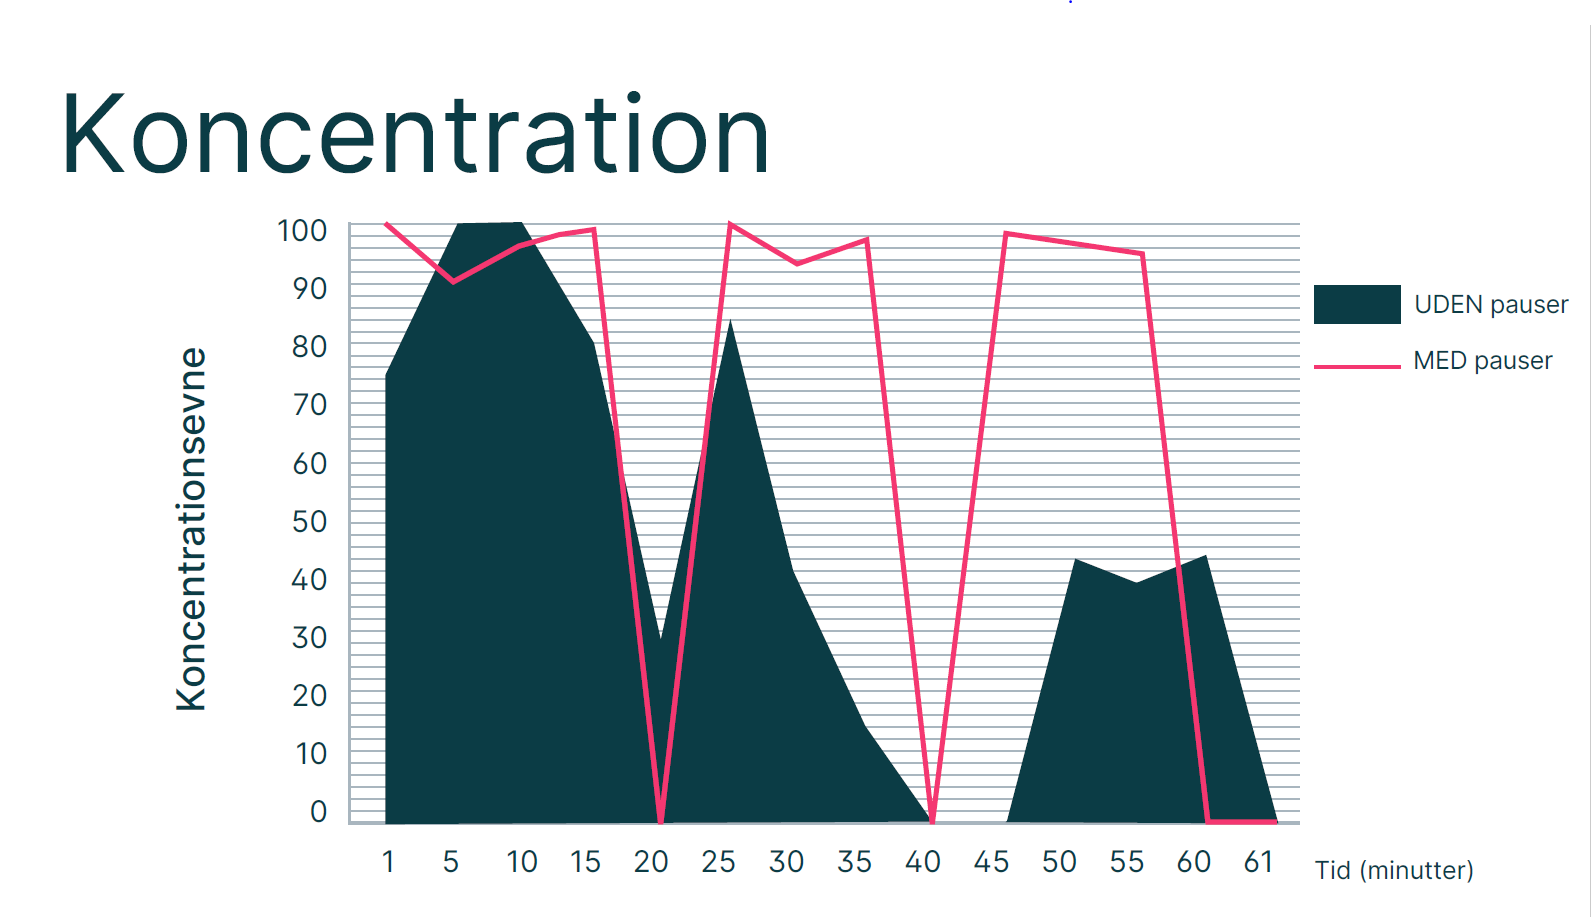 Koncentration
Koncentrationsevne
100
90
80
70
60
50
40
30
20
10
0
1 5 10 15 20 25 30 35 40 45 50 55 60 61
Tid (minutter)
UDEN pauser
MED pauser